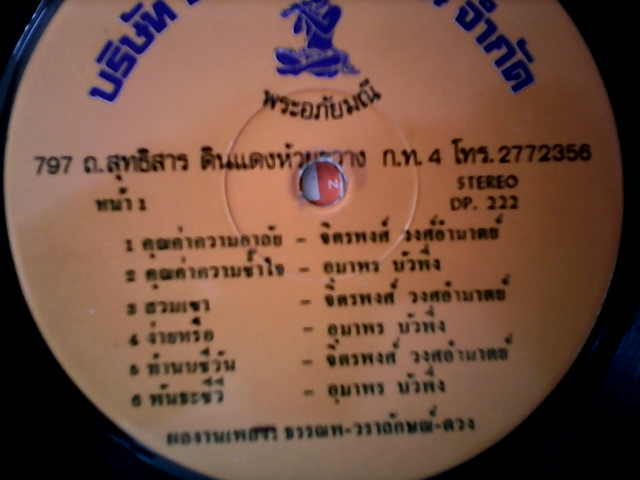 บริษัท จำกัด
พระอภัยมณี
797 ถ.สุทธิสาร ดินแดงห้วยขวาง ก.ท. 4 โทร.2772356
STEREO
หน้า 1 DP. 222
1 คุณค่าความอาลัย - จิตรพงศ์ วงศ์อำมาตย์
2 คุณค่าความช้ำใจ - อุมาพร บัวพึ่ง
3 สวมเขา - จิตรพงศ์ วงศ์อำมาตย์
4 ง่ายหรือ - อุมาพร บัวพึ่ง
5 ทำนบชีวัน - จิตรพงศ์ วงศ์อำมาตย์
6 พันธะชีวี - อุมาพร บัวพึ่ง
ผลงานเพลง วราลักษณ์-ดวง